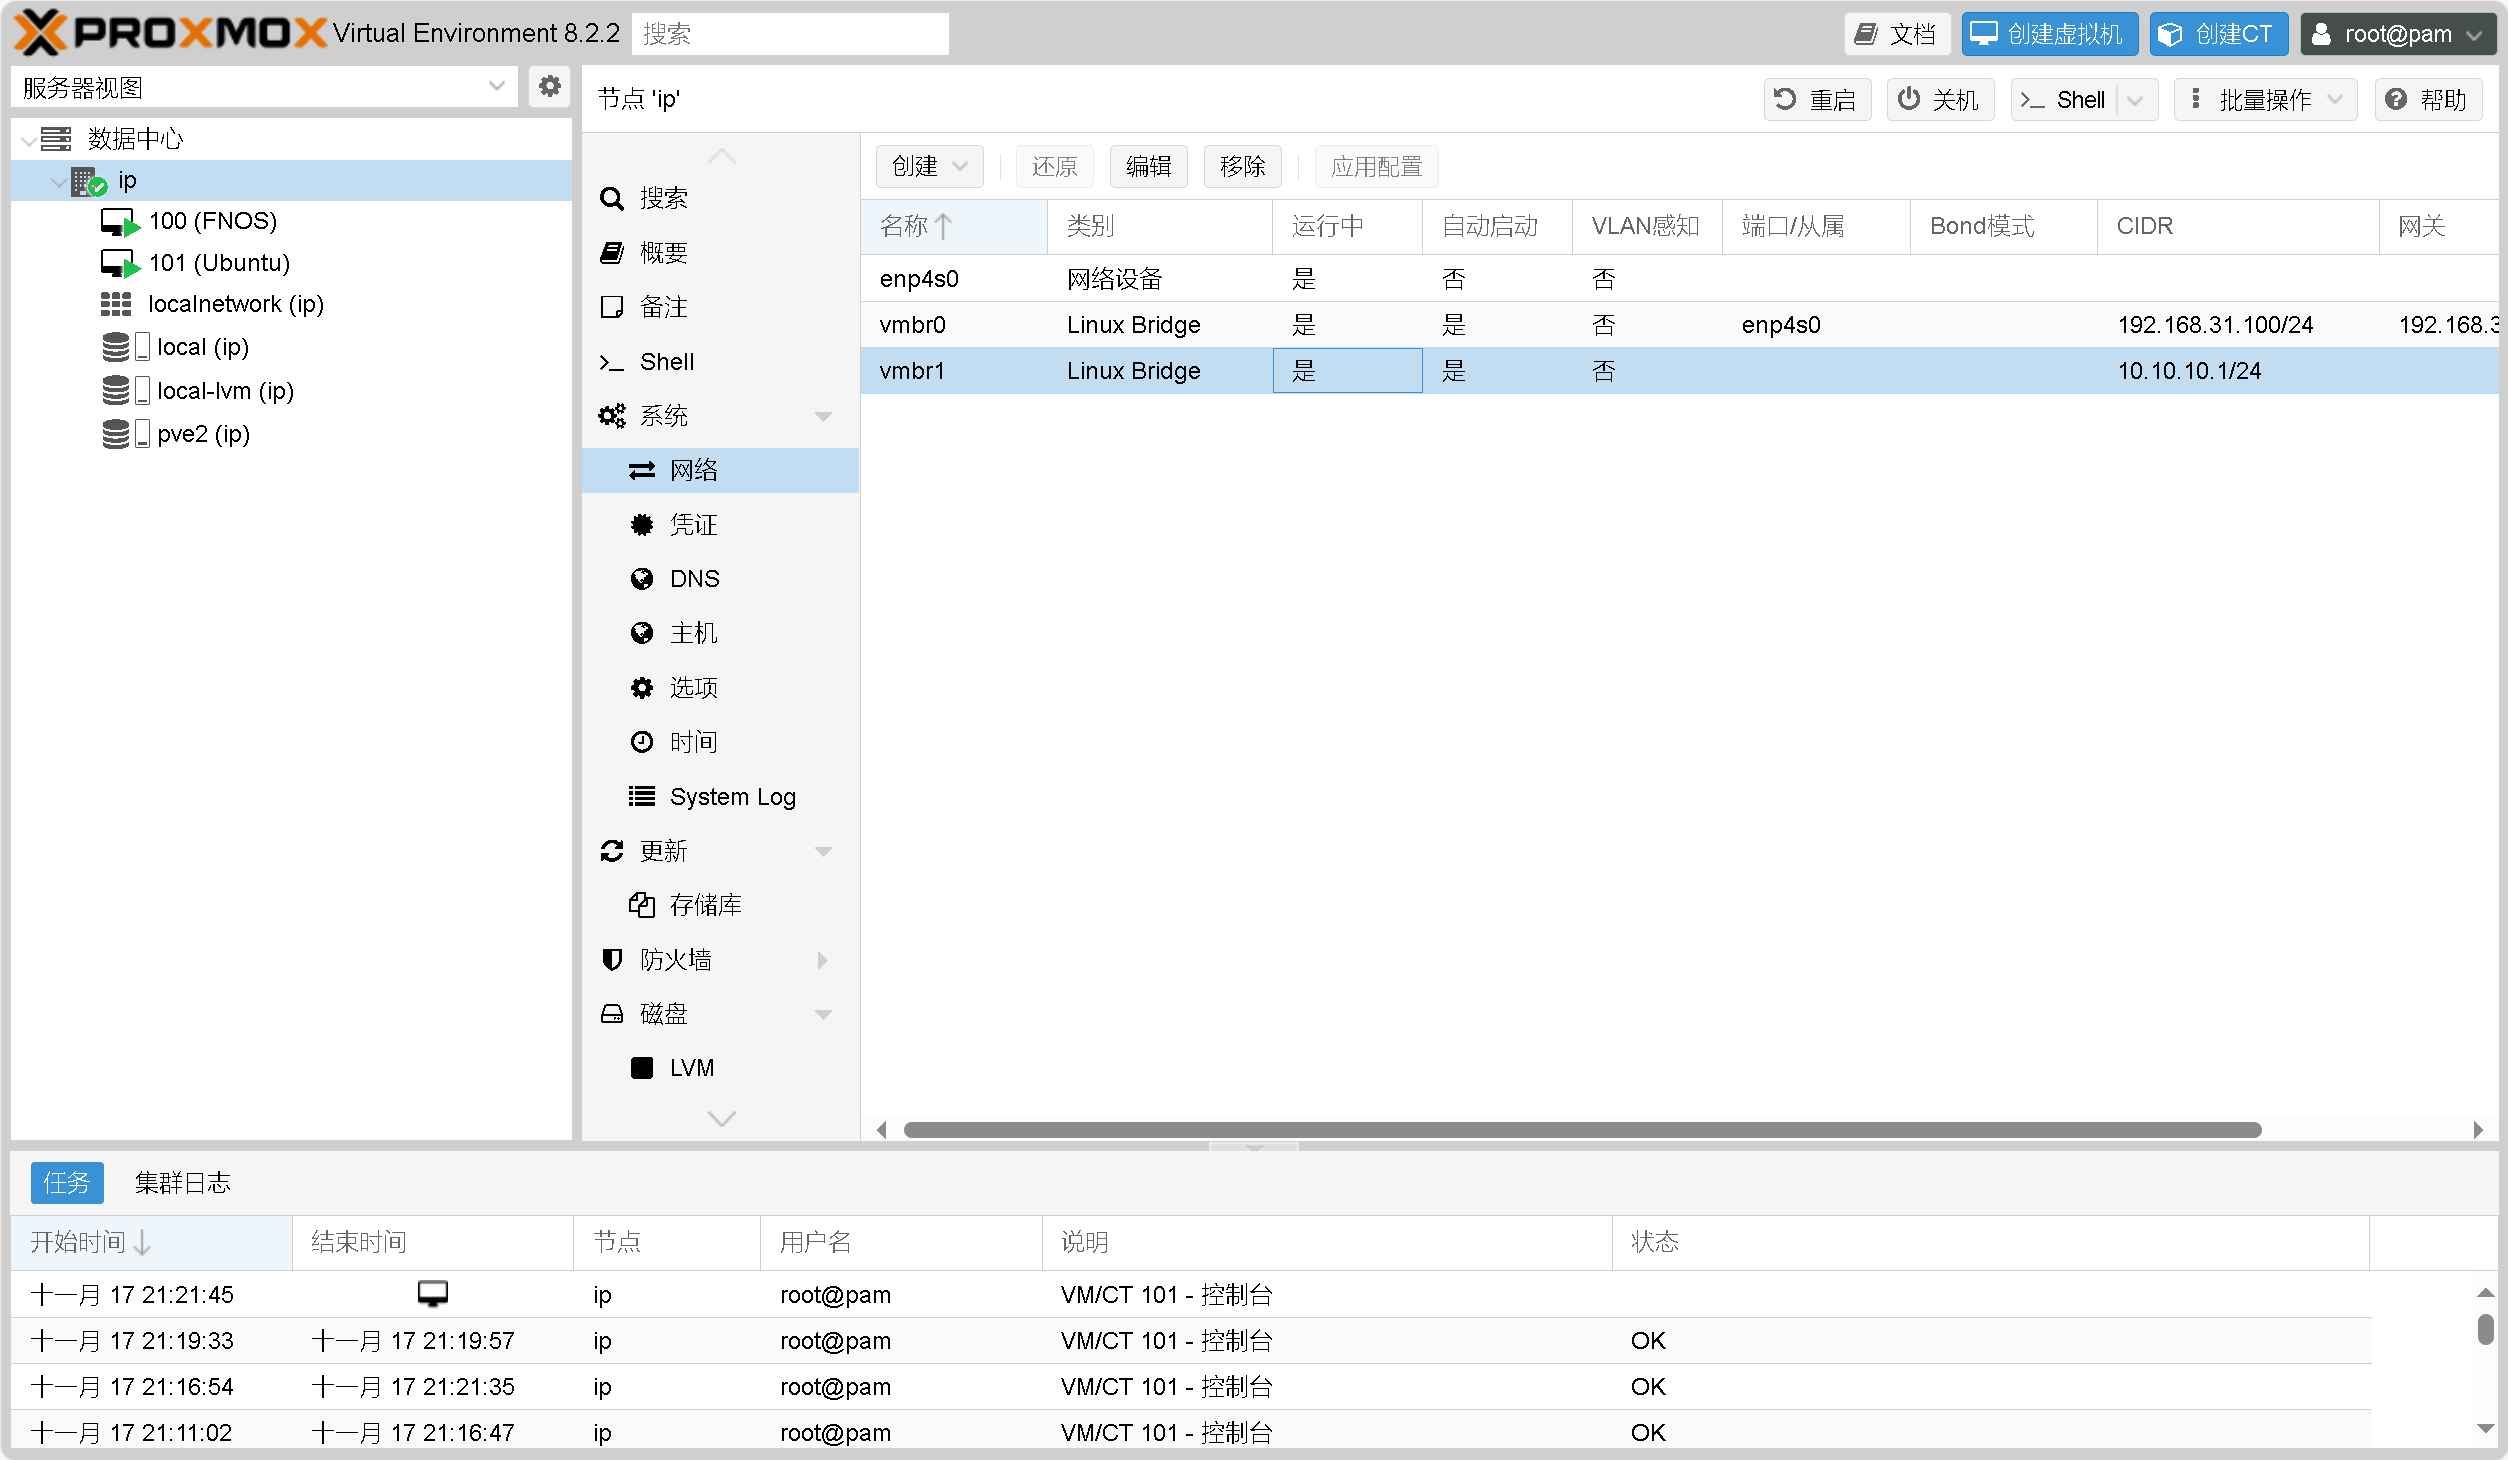 PROXMOX Virtual Environment 8.2.2 搜索 文档 创建虚拟机 创建CT root@pam
服务器视图
数据中心
ip
100 (FNOS)
101 (Ubuntu)
localnetwork (ip)
local (ip)
local-lvm (ip)
pve2 (ip)
节点 'ip' 重启 关机 Shell 批量操作 帮助
搜索
概要
备注
Shell
系统
网络
凭证
DNS
主机
选项
时间
System Log
更新
存储库
防火墙
磁盘
LVM
创建 还原 编辑 移除 应用配置
名称 类别 运行中 自动启动 VLAN感知 端口/从属 Bond模式 CIDR 网关
enp4s0 网络设备 是 否 否
vmbr0 Linux Bridge 是 是 否 enp4s0 192.168.31.100/24 192.168.3
vmbr1 Linux Bridge 是 是 否 10.10.10.1/24
任务 集群日志
开始时间 结束时间 节点 用户名 说明 状态
十一月 17 21:21:45 ip root@pam VM/CT 101 - 控制台
十一月 17 21:19:33 十一月 17 21:19:57 ip root@pam VM/CT 101 - 控制台 OK
十一月 17 21:16:54 十一月 17 21:21:35 ip root@pam VM/CT 101 - 控制台 OK
十一月 17 21:11:02 十一月 17 21:16:47 ip root@pam VM/CT 101 - 控制台 OK